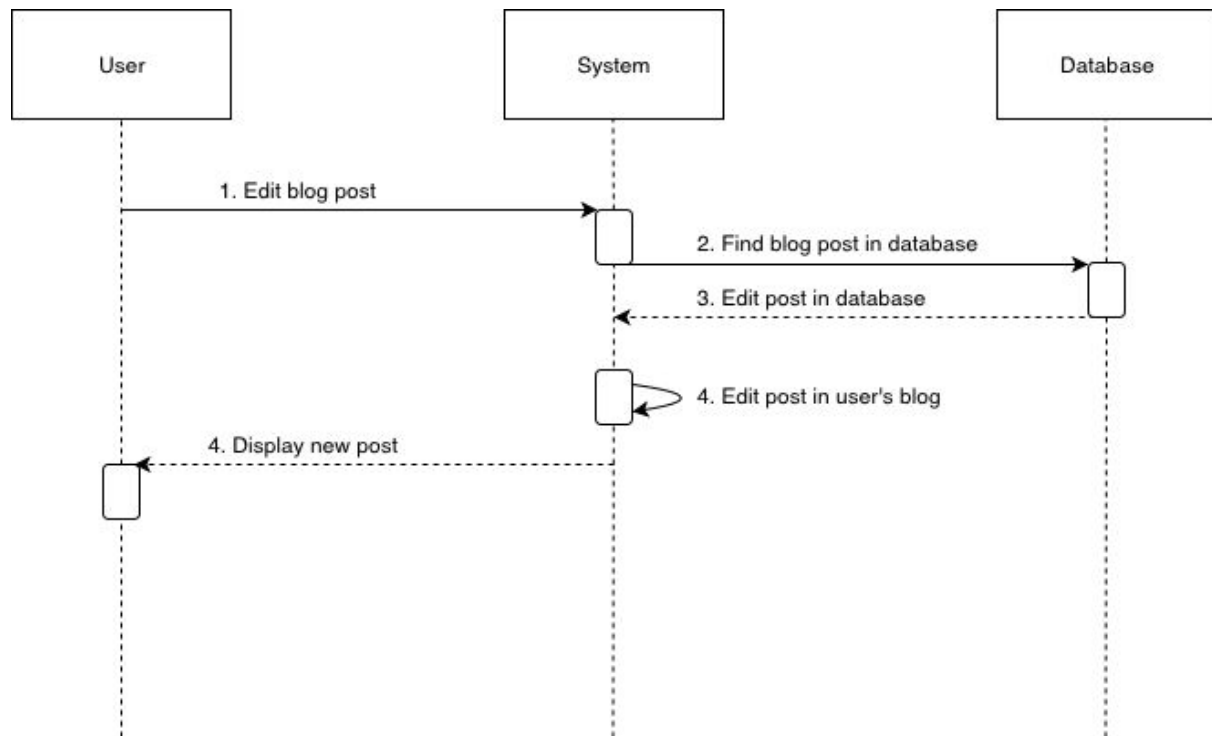 User
System
Database
1. Edit blog post
2. Find blog post in database
3. Edit post in database
4. Edit post in user's blog
4. Display new post